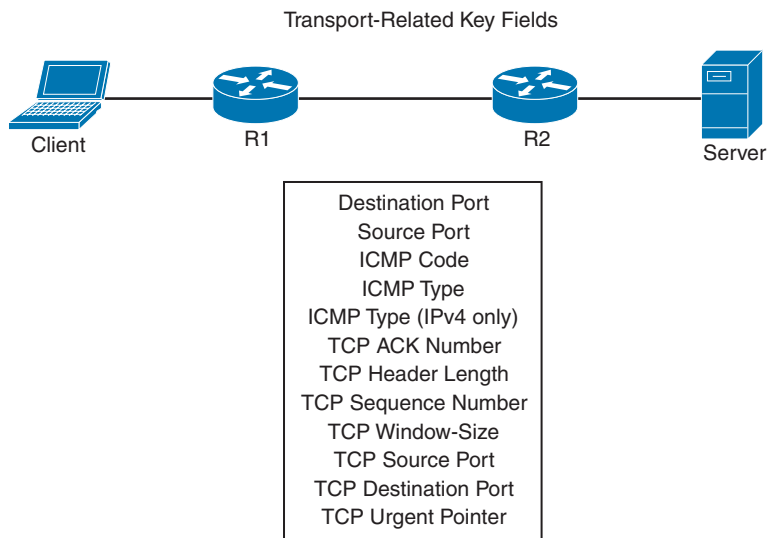 Transport-Related Key Fields
Client
R1
R2
Server
Destination Port
Source Port
ICMP Code
ICMP Type
ICMP Type (IPv4 only)
TCP ACK Number
TCP Header Length
TCP Sequence Number
TCP Window-Size
TCP Source Port
TCP Destination Port
TCP Urgent Pointer